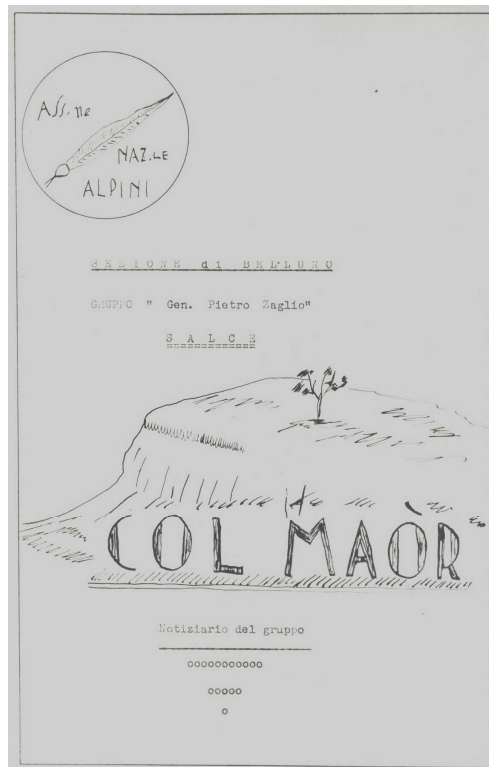 Ass.ne
NAZ.LE
ALPINI
SEZIONE di BELLUNO
GRUPPO " Gen. Pietro Zaglio"
S A L C E
COL MAÒR
Notiziario del gruppo
ooooooooooo
ooooo
o